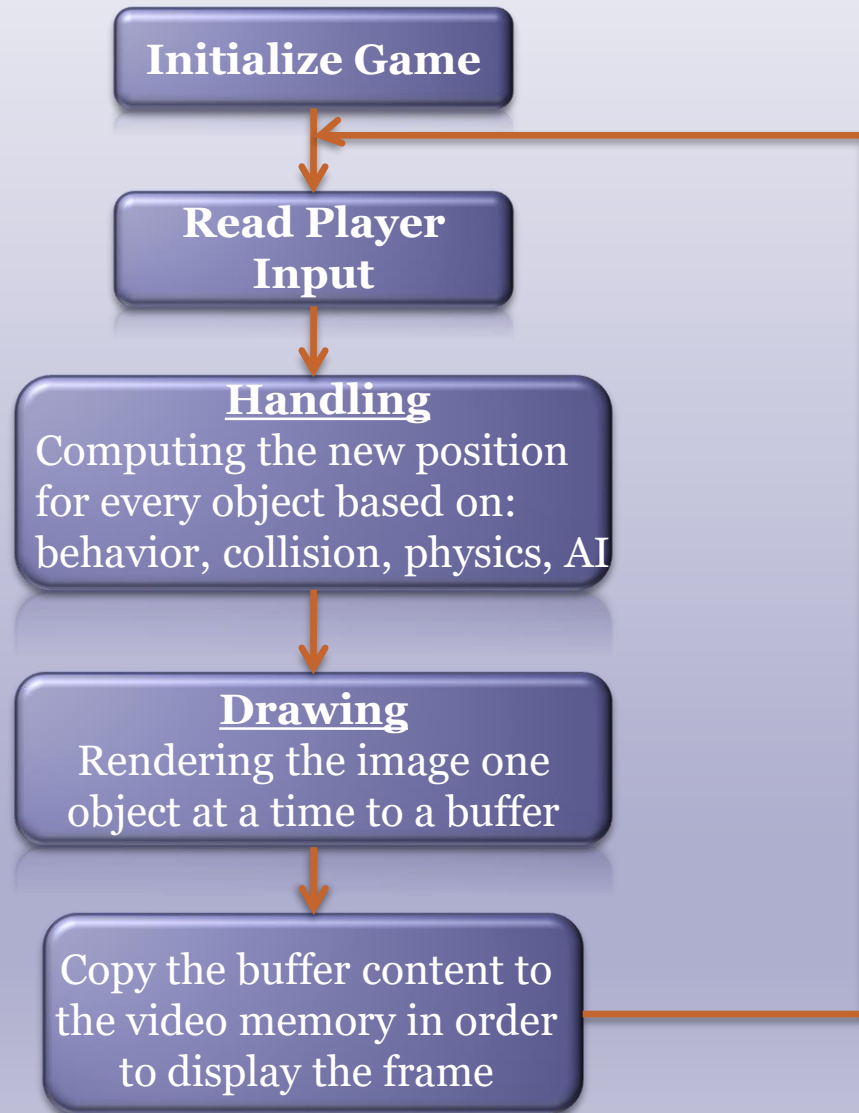 Initialize Game
Read Player
Input
Handling
Computing the new position
for every object based on:
behavior, collision, physics, AI
Drawing
Rendering the image one
object at a time to a buffer
Copy the buffer content to
the video memory in order
to display the frame